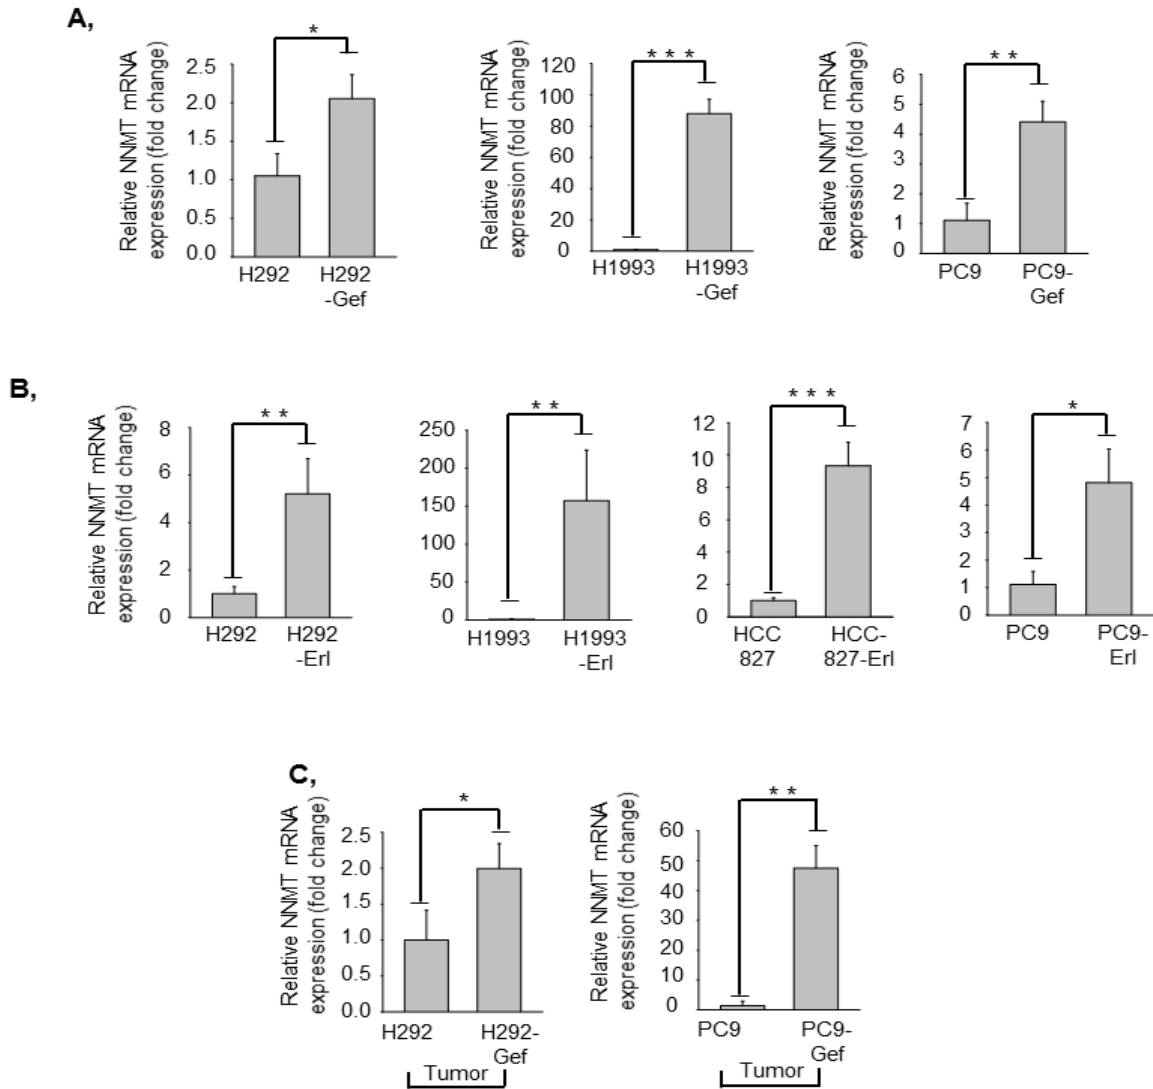 A,
Relative NNMT mRNA
expression (fold change)
2.5
2.0
1.5
1.0
0.5
0.0
*
H292
H292
-Gef
Relative NNMT mRNA
expression (fold change)
120
100
80
60
40
20
0
* * *
H1993
H1993
-Gef
Relative NNMT mRNA
expression (fold change)
6
5
4
3
2
1
0
* *
PC9
PC9-
Gef
B,
Relative NNMT mRNA
expression (fold change)
8
6
4
2
0
* *
H292
H292
-Erl
250
200
150
100
50
0
* *
H1993
H1993
-Erl
12
10
8
6
4
2
0
* * *
HCC
827
HCC-
827-Erl
7
6
5
4
3
2
1
0
*
PC9
PC9-
Erl
C,
Relative NNMT mRNA
expression (fold change)
2.5
2.0
1.5
1.0
0.5
0.0
*
H292
H292-
Gef
Tumor
Relative NNMT mRNA
expression (fold change)
60
50
40
30
20
10
0
* *
PC9
PC9-
Gef
Tumor